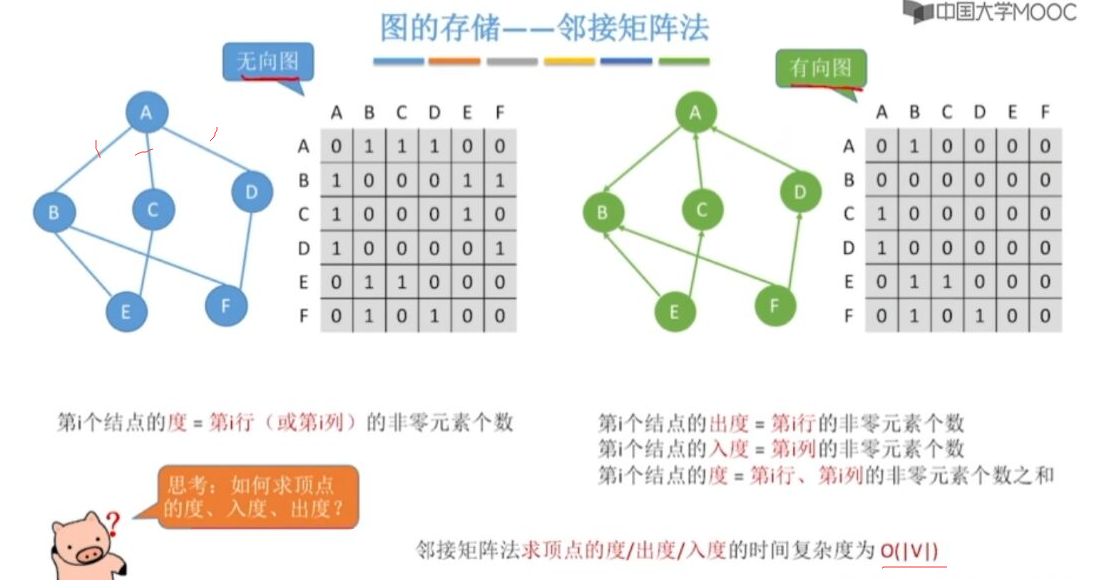 中国大学MOOC
图的存储——邻接矩阵法
无向图
A
B
C
D
E
F
A B C D E F
A 0 1 1 1 0 0
B 1 0 0 0 1 1
C 1 0 0 0 1 0
D 1 0 0 0 0 1
E 0 1 1 0 0 0
F 0 1 0 1 0 0
有向图
A
B
C
D
E
F
A B C D E F
A 0 1 0 0 0 0
B 0 0 0 0 0 0
C 1 0 0 0 0 0
D 1 0 0 0 0 0
E 0 1 1 0 0 0
F 0 1 0 1 0 0
第i个结点的度 = 第i行（或第i列）的非零元素个数
思考：如何求顶点
的度、入度、出度？
?
第i个结点的出度 = 第i行的非零元素个数
第i个结点的入度 = 第i列的非零元素个数
第i个结点的度 = 第i行、第i列的非零元素个数之和
邻接矩阵法求顶点的度/出度/入度的时间复杂度为 O(|V|)